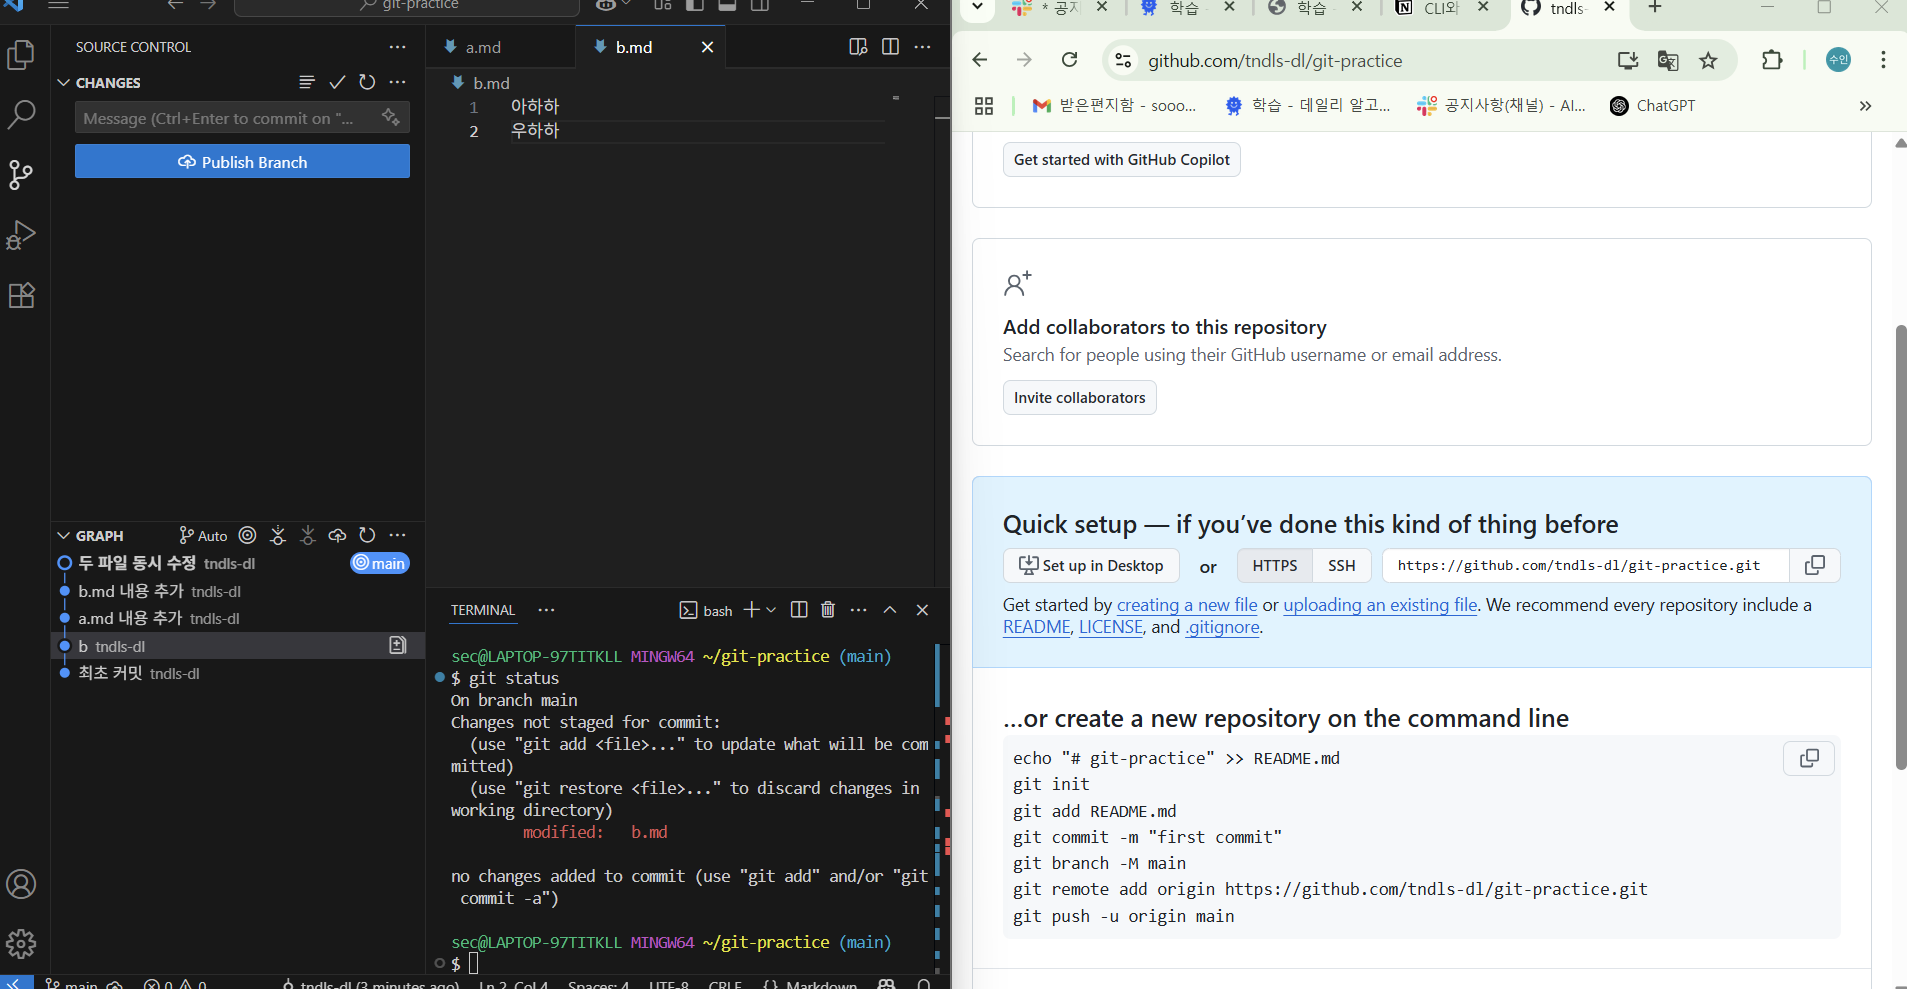 git-practice
SOURCE CONTROL
CHANGES
Message (Ctrl+Enter to commit on "...
Publish Branch
GRAPH
Auto
두 파일 동시 수정 tndls-dl
main
b.md 내용 추가 tndls-dl
a.md 내용 추가 tndls-dl
b tndls-dl
최초 커밋 tndls-dl
a.md
b.md
b.md
1 아하하
2 우하하
TERMINAL
bash
sec@LAPTOP-97TITKLL MINGW64 ~/git-practice (main)
$ git status
On branch main
Changes not staged for commit:
(use "git add <file>..." to update what will be com
mitted)
(use "git restore <file>..." to discard changes in
working directory)
modified: b.md
no changes added to commit (use "git add" and/or "git
commit -a")
sec@LAPTOP-97TITKLL MINGW64 ~/git-practice (main)
$
main
0
0
tndls-dl (3 minutes ago)
Ln 2, Col 4
Spaces: 4
UTF-8
CRLF
{} Markdown
* 공지
학습
학습
CLI와
tndls-
github.com/tndls-dl/git-practice
수인
받은편지함 - sooo...
학습 - 데일리 알고...
공지사항(채널) - AI...
ChatGPT
Get started with GitHub Copilot
Add collaborators to this repository
Search for people using their GitHub username or email address.
Invite collaborators
Quick setup — if you’ve done this kind of thing before
Set up in Desktop
or
HTTPS
SSH
https://github.com/tndls-dl/git-practice.git
Get started by creating a new file or uploading an existing file. We recommend every repository include a
README, LICENSE, and .gitignore.
...or create a new repository on the command line
echo "# git-practice" >> README.md
git init
git add README.md
git commit -m "first commit"
git branch -M main
git remote add origin https://github.com/tndls-dl/git-practice.git
git push -u origin main